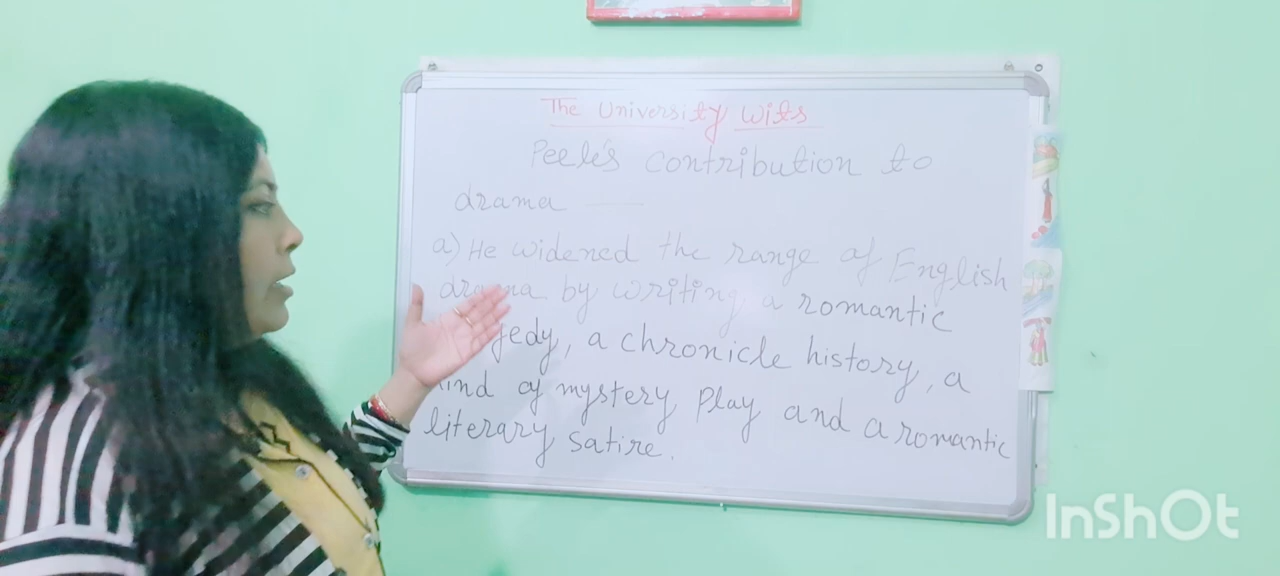 The University Wits
Peele's contribution to
drama
a) He widened the range of English
drama by writing a romantic
, a chronicle history, a
kind of mystery play and a romantic
literary satire.
InShOt